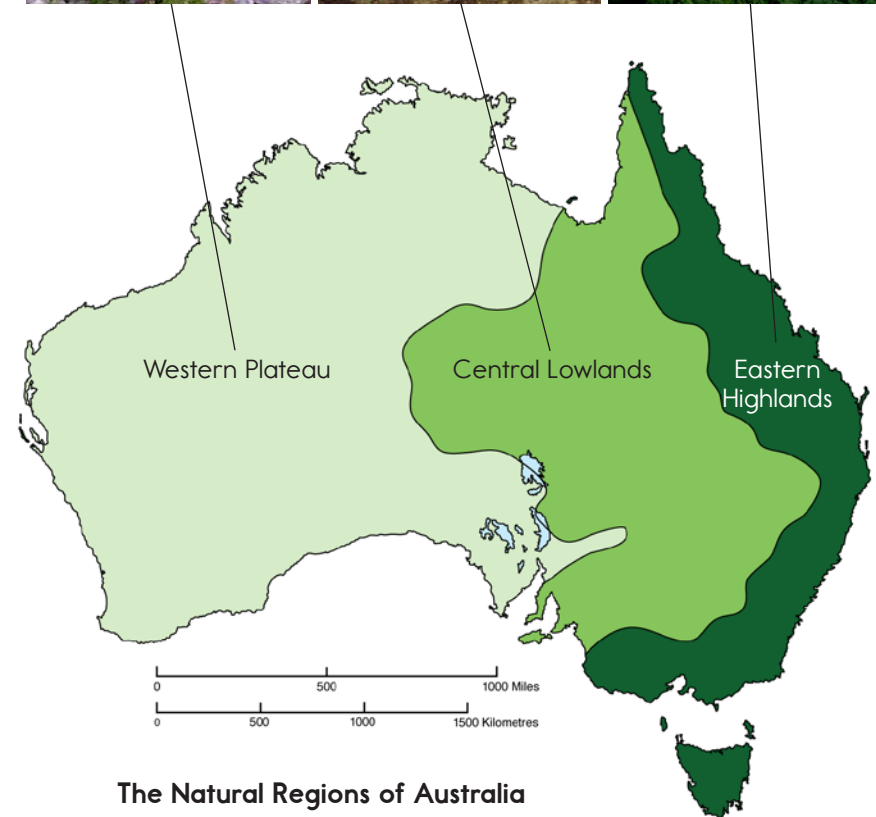 Western Plateau
Central Lowlands
Eastern
Highlands
0 500 1000 Miles
0 500 1000 1500 Kilometres
The Natural Regions of Australia